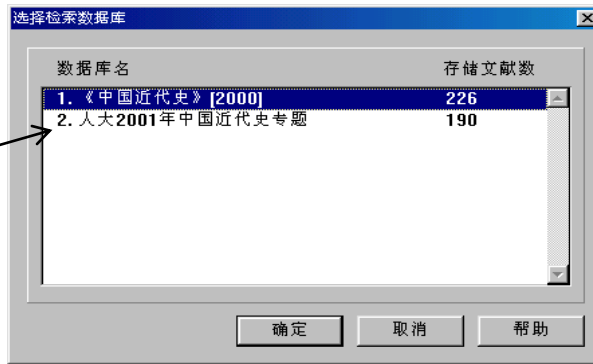 选择检索数据库
数据库名 存储文献数
1.《中国近代史》[2000] 226
2.人大2001年中国近代史专题 190
确定 取消 帮助